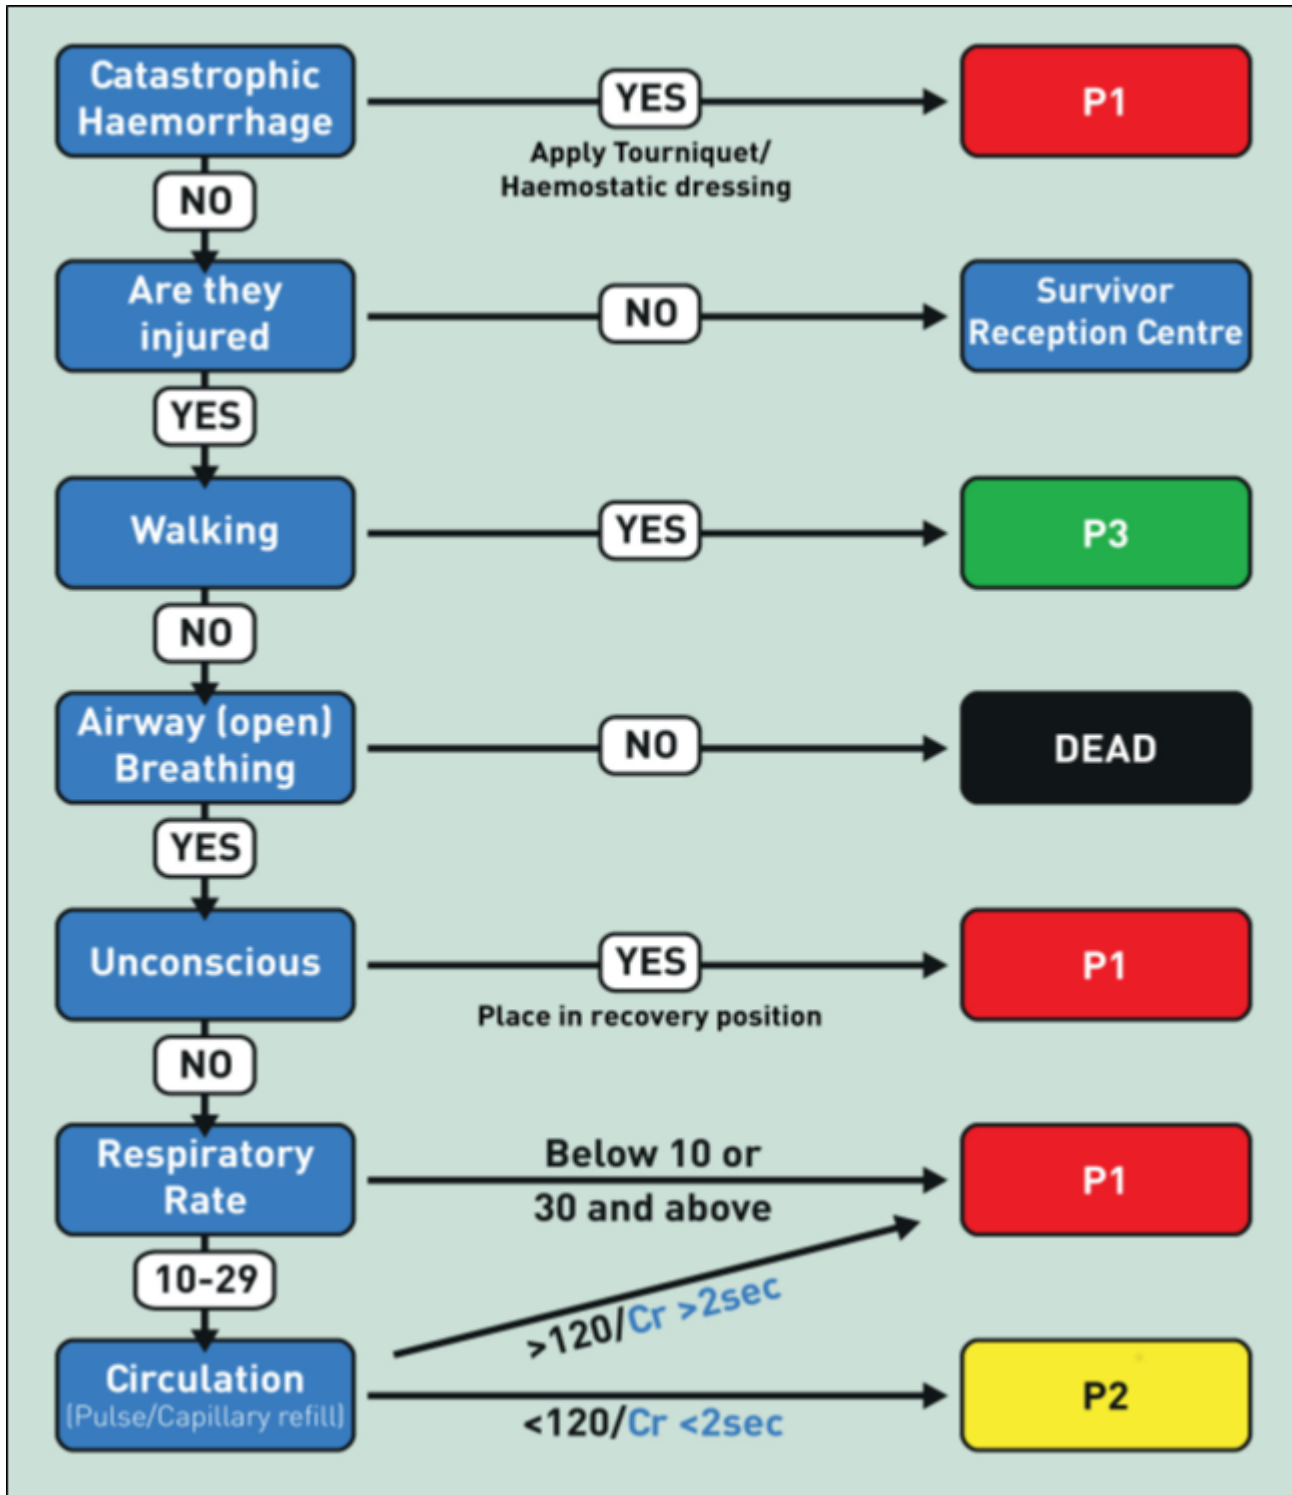 Catastrophic
Haemorrhage
YES
Apply Tourniquet/
Haemostatic dressing
P1
NO
Are they
injured
NO
Survivor
Reception Centre
YES
Walking
YES
P3
NO
Airway (open)
Breathing
NO
DEAD
YES
Unconscious
YES
Place in recovery position
P1
NO
Respiratory
Rate
Below 10 or
30 and above
P1
10-29
>120/Cr >2sec
Circulation
(Pulse/Capillary refill)
<120/Cr <2sec
P2